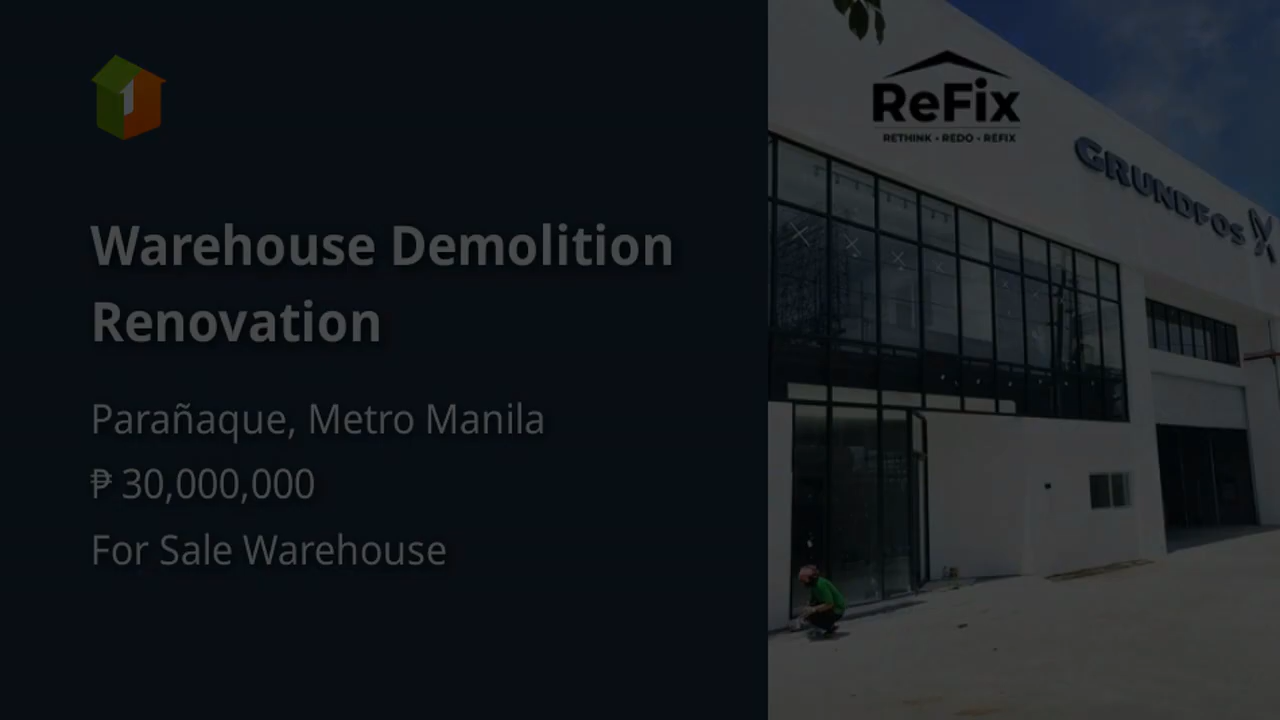 Warehouse Demolition
Renovation
Parañaque, Metro Manila
₱ 30,000,000
For Sale Warehouse
ReFix
RETHINK • REDO • REFIX
GRUNDFOS